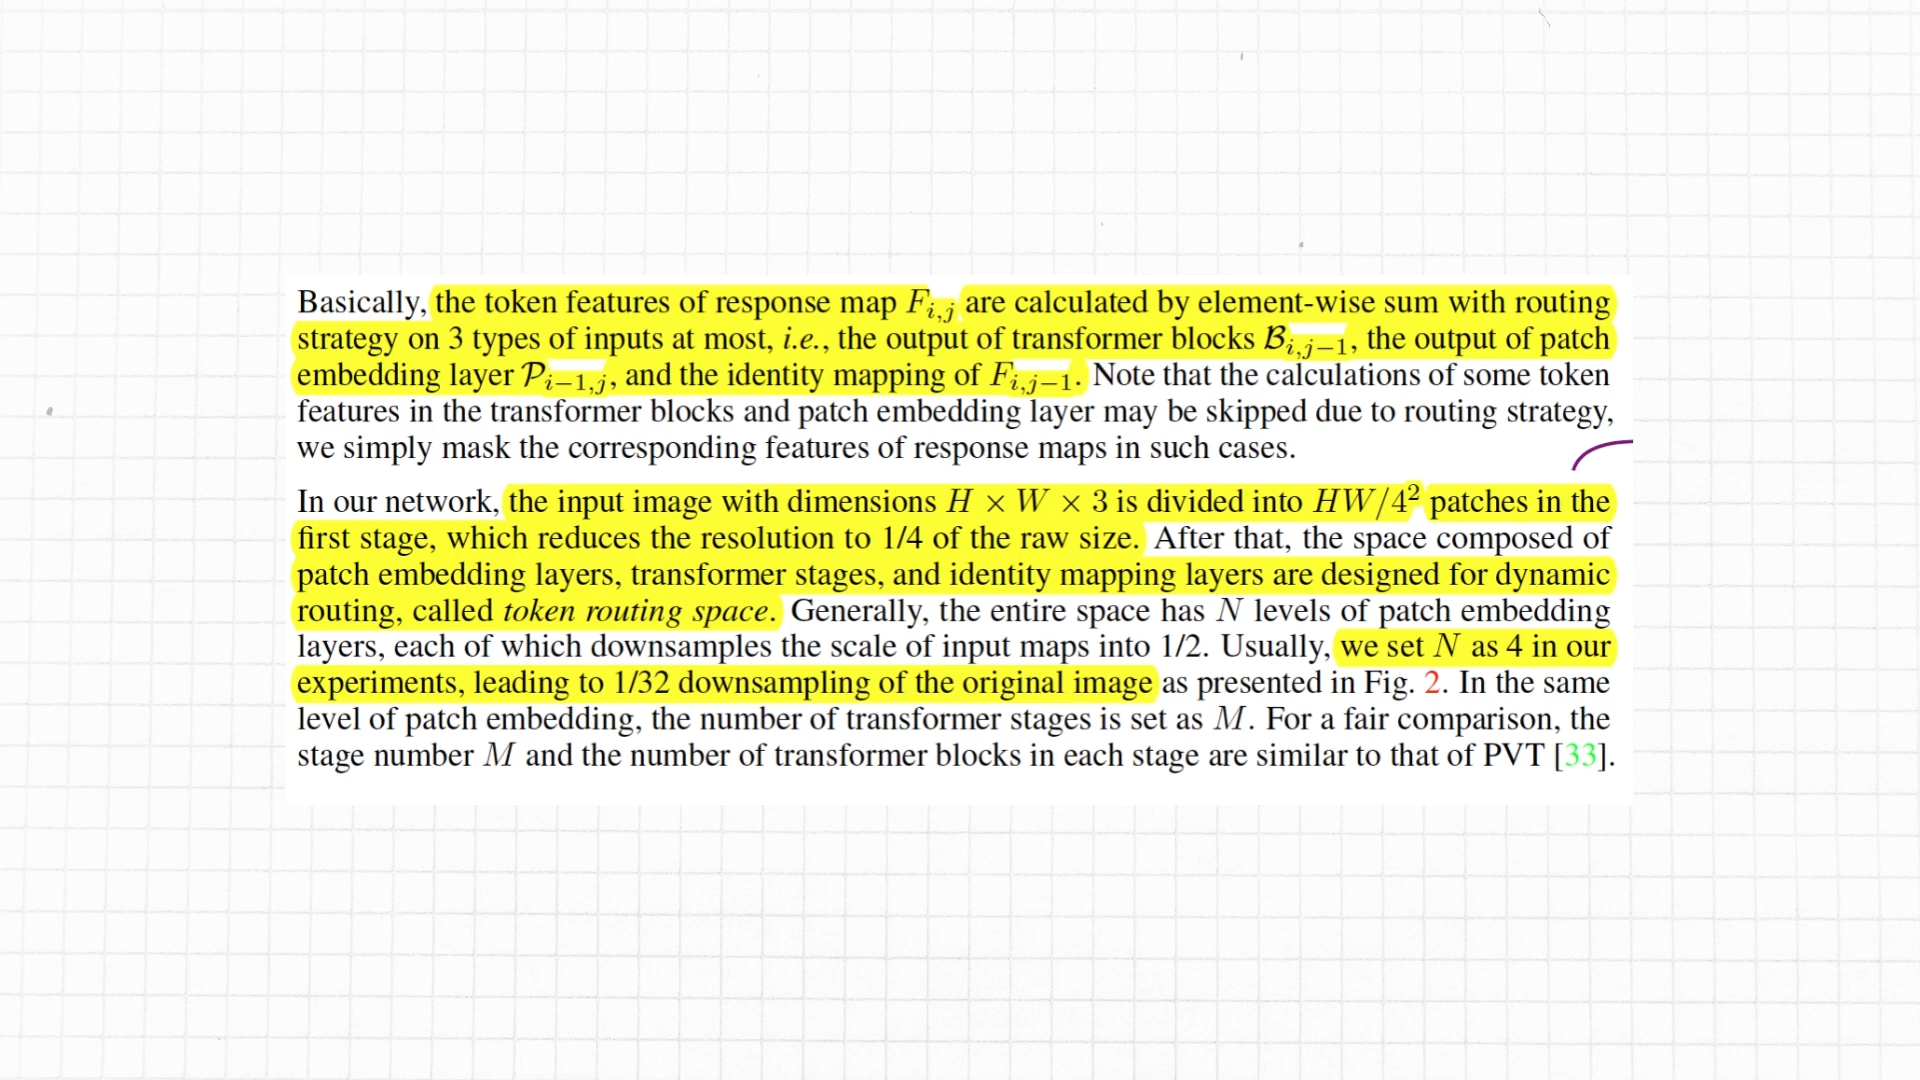 Basically, the token features of response map F_{i,j} are calculated by element-wise sum with routing
strategy on 3 types of inputs at most, i.e., the output of transformer blocks B_{i,j−1}, the output of patch
embedding layer P_{i−1,j}, and the identity mapping of F_{i,j−1}. Note that the calculations of some token
features in the transformer blocks and patch embedding layer may be skipped due to routing strategy,
we simply mask the corresponding features of response maps in such cases.
In our network, the input image with dimensions H × W × 3 is divided into HW/4² patches in the
first stage, which reduces the resolution to 1/4 of the raw size. After that, the space composed of
patch embedding layers, transformer stages, and identity mapping layers are designed for dynamic
routing, called token routing space. Generally, the entire space has N levels of patch embedding
layers, each of which downsamples the scale of input maps into 1/2. Usually, we set N as 4 in our
experiments, leading to 1/32 downsampling of the original image as presented in Fig. 2. In the same
level of patch embedding, the number of transformer stages is set as M. For a fair comparison, the
stage number M and the number of transformer blocks in each stage are similar to that of PVT [33].